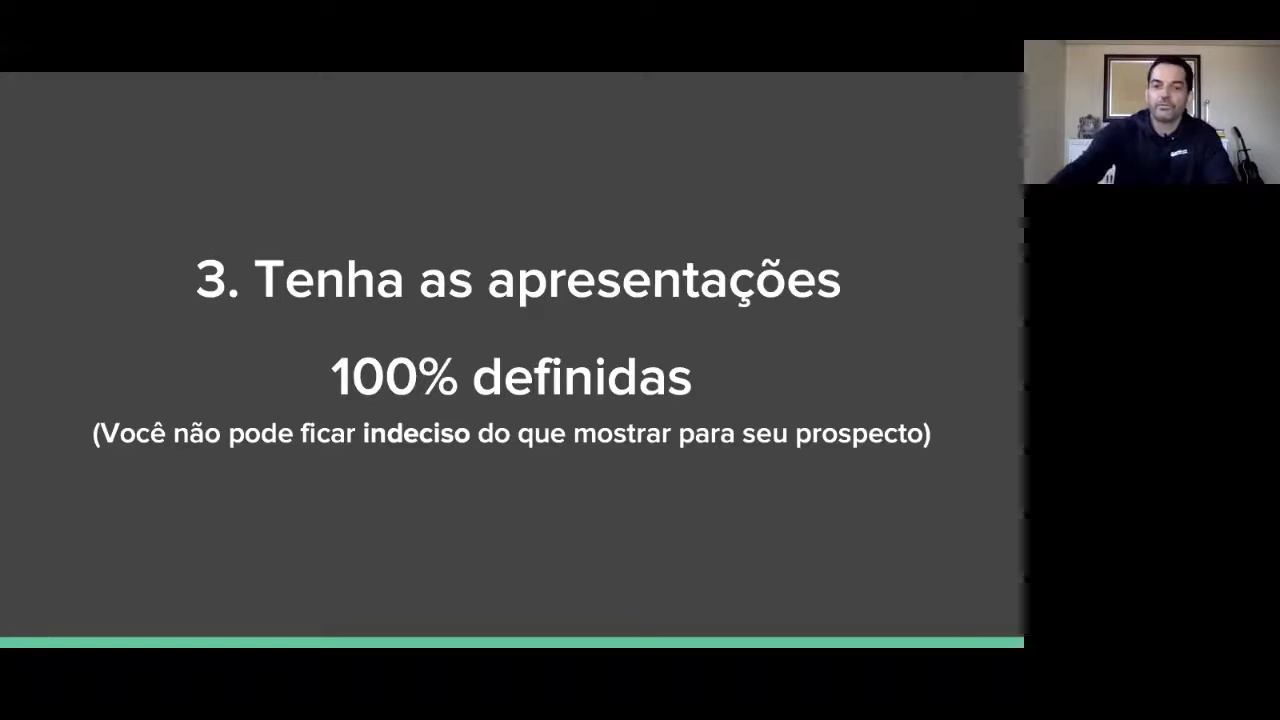 3. Tenha as apresentações
100% definidas
(Você não pode ficar indeciso do que mostrar para seu prospecto)